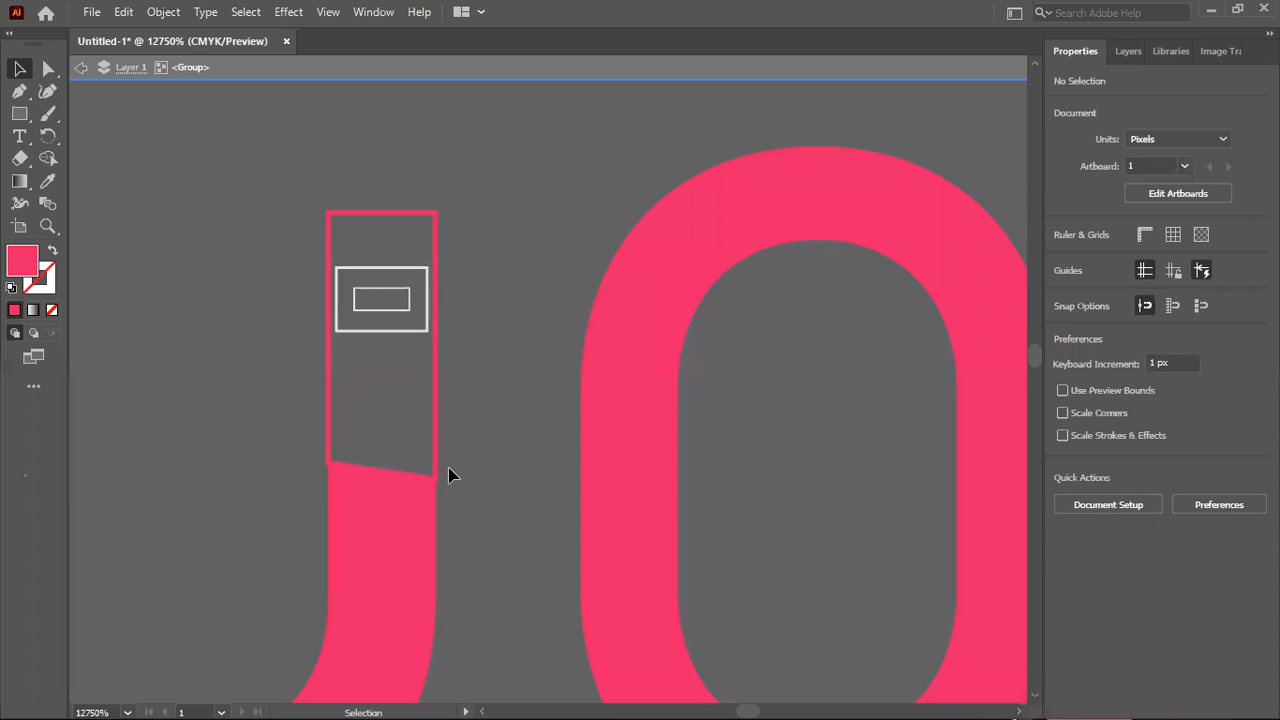 Ai File Edit Object Type Select Effect View Window Help Search Adobe Help
Untitled-1* @ 12750% (CMYK/Preview)
Layer 1 <Group>
Properties Layers Libraries Image Tra
No Selection
Document
Units: Pixels
Artboard: 1
Edit Artboards
Ruler & Grids
Guides
Snap Options
Preferences
Keyboard Increment: 1 px
Use Preview Bounds
Scale Corners
Scale Strokes & Effects
Quick Actions
Document Setup Preferences
12750% 1 Selection